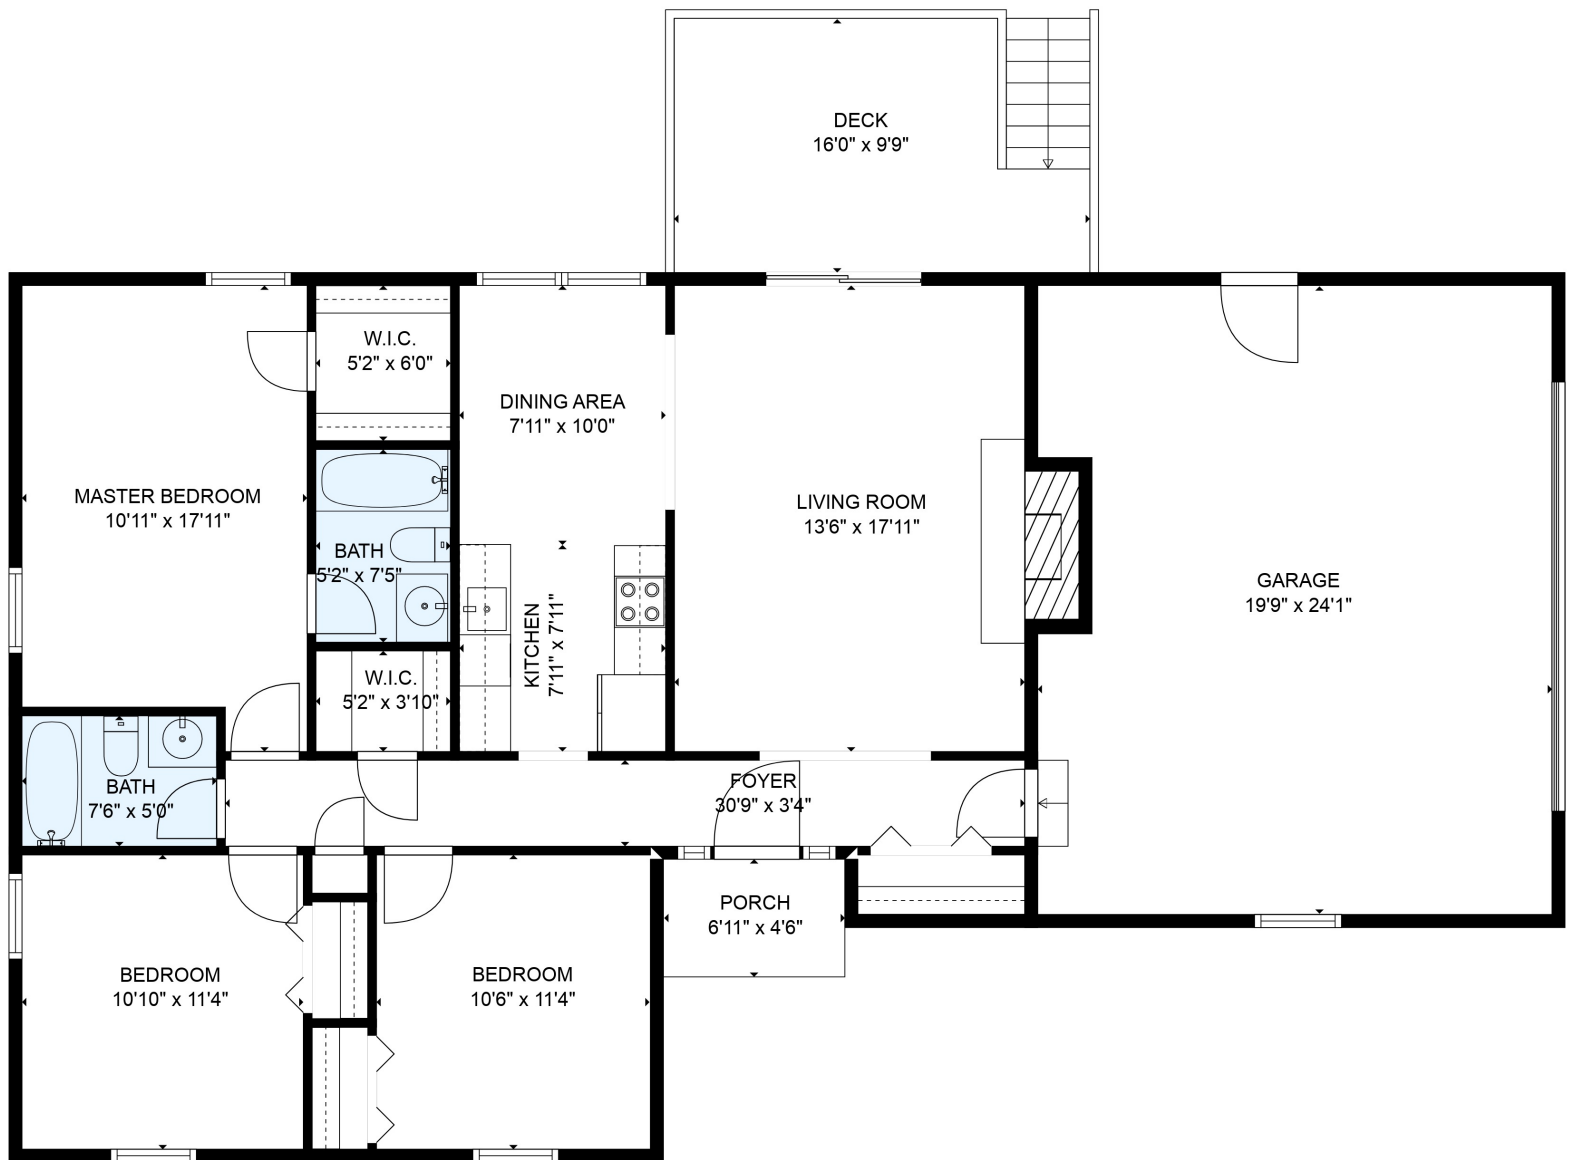 DECK
16'0" x 9'9"
W.I.C.
5'2" x 6'0"
DINING AREA
7'11" x 10'0"
MASTER BEDROOM
10'11" x 17'11"
LIVING ROOM
13'6" x 17'11"
BATH
5'2" x 7'5"
GARAGE
19'9" x 24'1"
KITCHEN
7'11" x 7'11"
W.I.C.
5'2" x 3'10"
BATH
7'6" x 5'0"
FOYER
30'9" x 3'4"
PORCH
6'11" x 4'6"
BEDROOM
10'10" x 11'4"
BEDROOM
10'6" x 11'4"